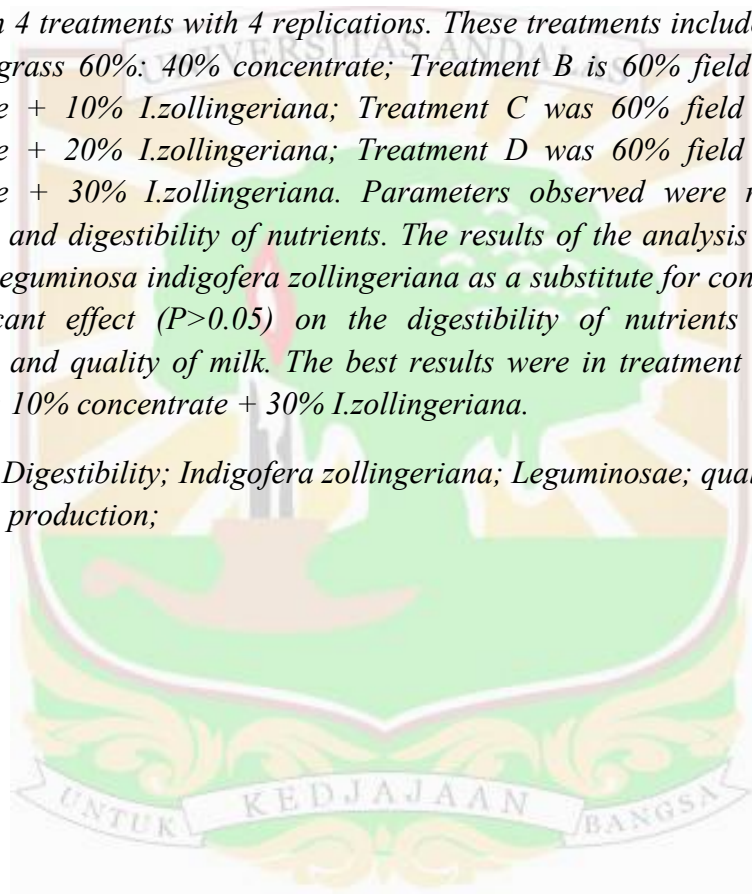 4 treatments with 4 replications. These treatments include
UNIVERSITAS ANDALAS
grass 60%: 40% concentrate; Treatment B is 60% field
+ 10% I.zollingeriana; Treatment C was 60% field
+ 20% I.zollingeriana; Treatment D was 60% field
+ 30% I.zollingeriana. Parameters observed were
and digestibility of nutrients. The results of the analysis
leguminosa indigofera zollingeriana as a substitute for
effect (P>0.05) on the digestibility of nutrients
and quality of milk. The best results were in treatment
10% concentrate + 30% I.zollingeriana.
Digestibility; Indigofera zollingeriana; Leguminosae;
production;
UNTUK KEDJAJAAN BANGSA